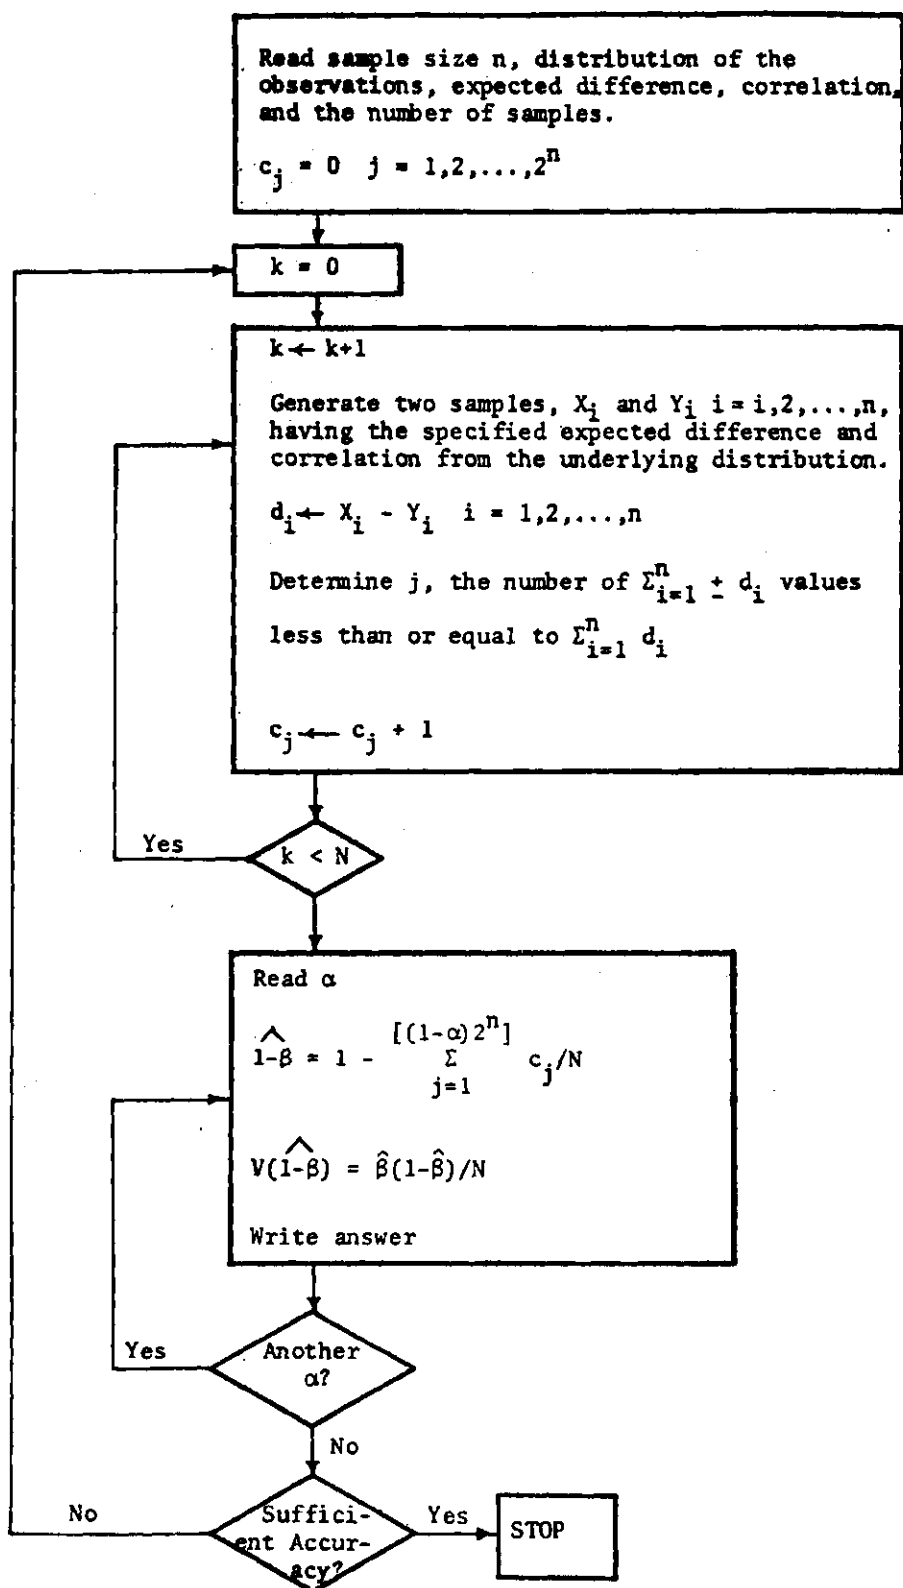 Read sample size n, distribution of the
observations, expected difference, correlation,
and the number of samples.
c_j = 0  j = 1,2,...,2^n
k = 0
k ← k+1
Generate two samples, X_i and Y_i i = i,2,...,n,
having the specified expected difference and
correlation from the underlying distribution.
d_i ← X_i - Y_i  i = 1,2,...,n
Determine j, the number of Σ_{i=1}^n ± d_i values
less than or equal to Σ_{i=1}^n d_i
c_j ← c_j + 1
Yes
k < N
Read α
\widehat{1-β} = 1 - Σ_{j=1}^{[(1-α)2^n]} c_j/N
V(\widehat{1-β}) = β̂(1-β̂)/N
Write answer
Yes
Another
α?
No
No
Suffici-
ent Accur-
acy?
Yes
STOP